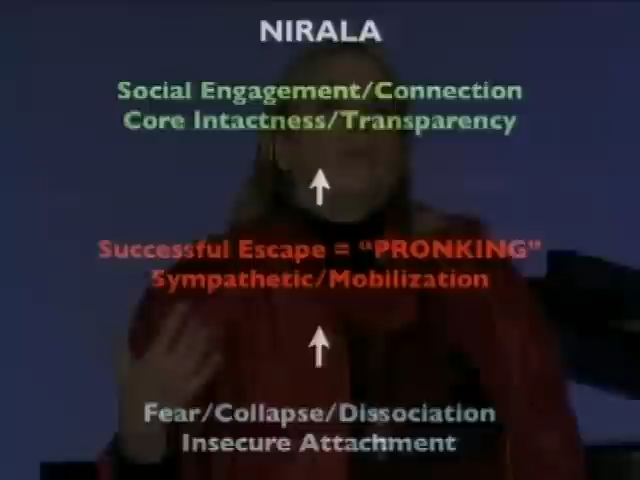 NIRALA
Social Engagement/Connection
Core Intactness/Transparency
Successful Escape = “PRONKING”
Sympathetic/Mobilization
Fear/Collapse/Dissociation
Insecure Attachment